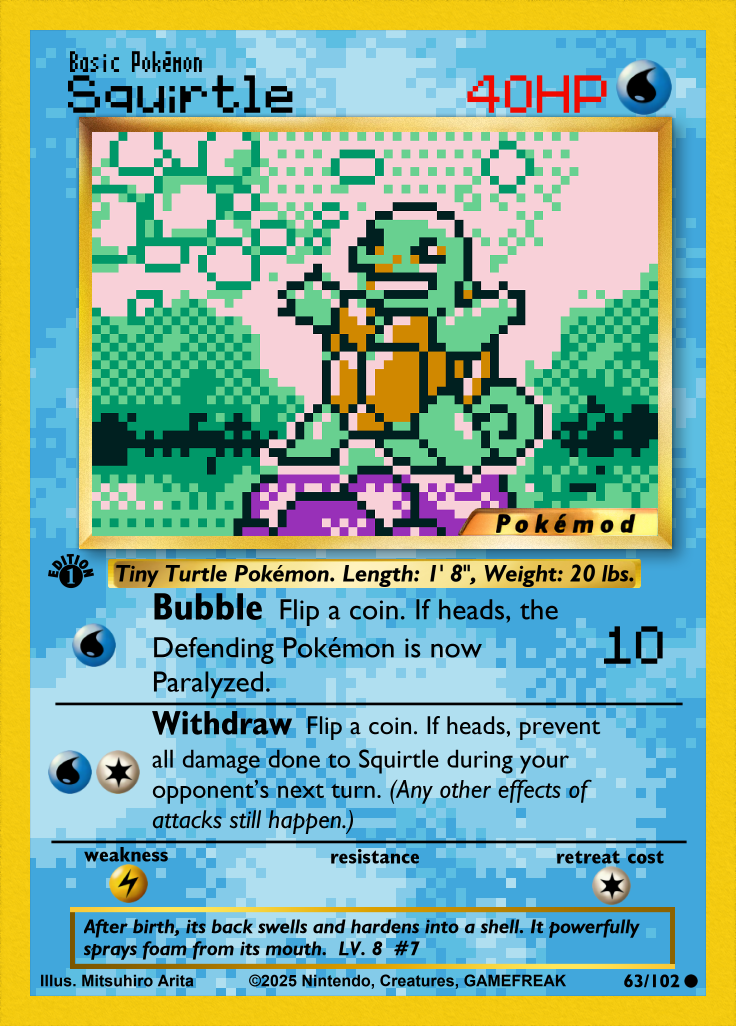 Basic Pokémon
Squirtle 40HP
Pokémod
EDITION 1
Tiny Turtle Pokémon. Length: 1' 8", Weight: 20 lbs.
Bubble Flip a coin. If heads, the
Defending Pokémon is now 10
Paralyzed.
Withdraw Flip a coin. If heads, prevent
all damage done to Squirtle during your
opponent's next turn. (Any other effects of
attacks still happen.)
weakness resistance retreat cost
After birth, its back swells and hardens into a shell. It powerfully
sprays foam from its mouth. LV. 8 #7
Illus. Mitsuhiro Arita ©2025 Nintendo, Creatures, GAMEFREAK 63/102